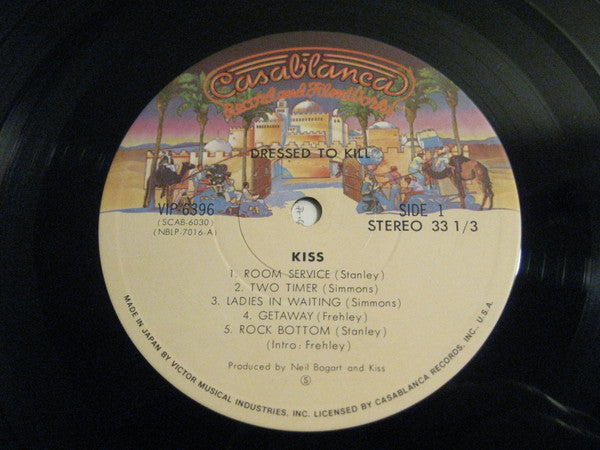 Casablanca
Record and FilmWorks
DRESSED TO KILL
VIP-6396
(SCAB-6030)
(NBLP-7016-A)
SIDE 1
STEREO 33 1/3
KISS
1. ROOM SERVICE (Stanley)
2. TWO TIMER (Simmons)
3. LADIES IN WAITING (Simmons)
4. GETAWAY (Frehley)
5. ROCK BOTTOM (Stanley)
(Intro: Frehley)
Produced by Neil Bogart and Kiss
S
MADE IN JAPAN BY VICTOR MUSICAL INDUSTRIES, INC. LICENSED BY CASABLANCA RECORDS, INC. U.S.A.